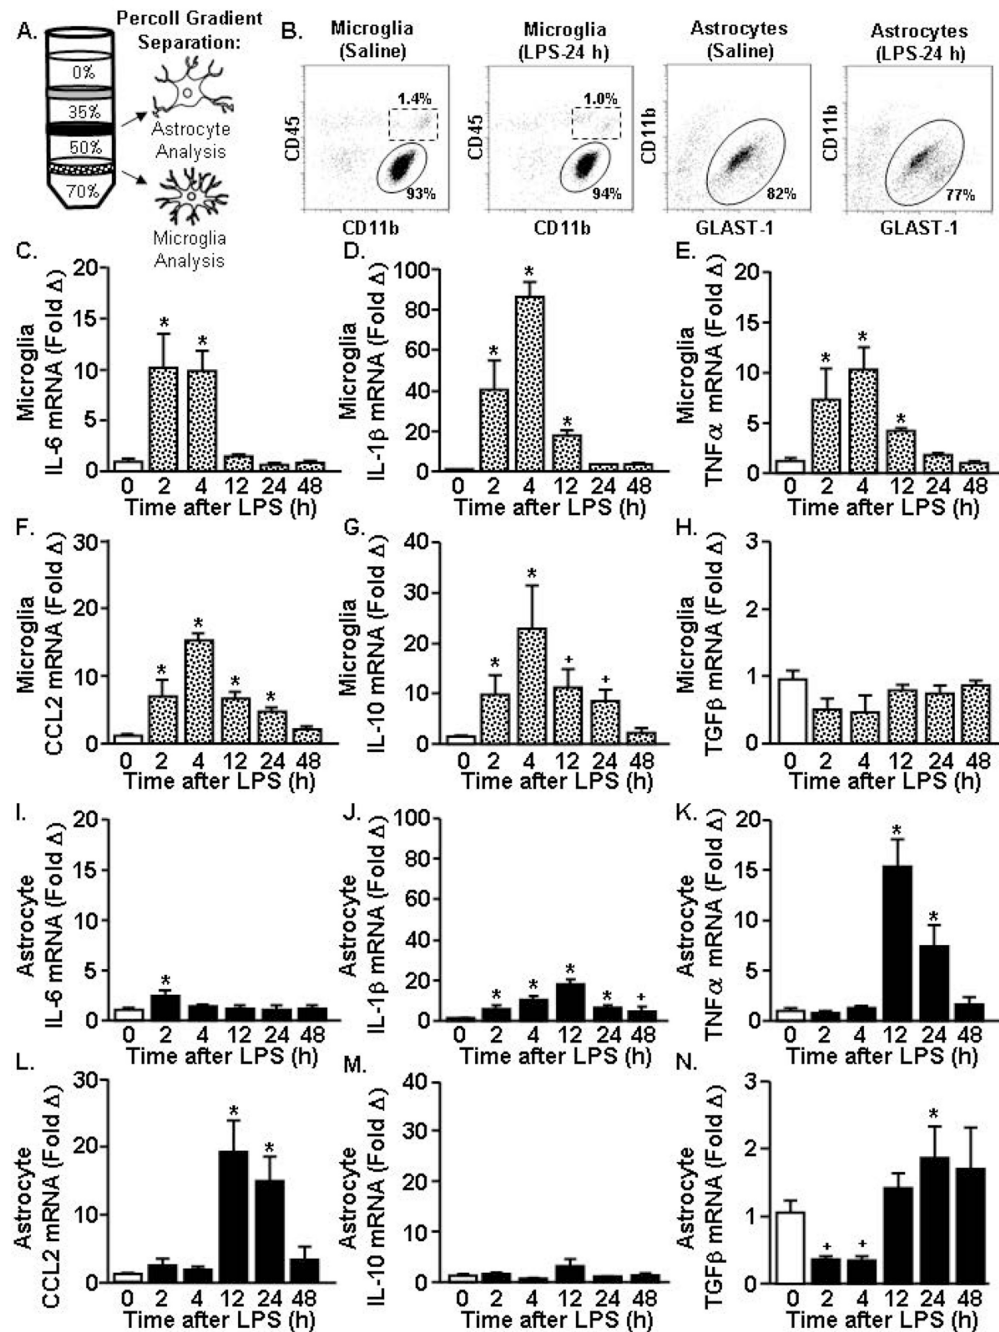 A.
Percoll Gradient
Separation:
0%
35%
50%
70%
Astrocyte
Analysis
Microglia
Analysis
B.
Microglia
(Saline)
CD45
1.4%
93%
CD11b
Microglia
(LPS-24 h)
CD45
1.0%
94%
CD11b
Astrocytes
(Saline)
CD11b
82%
GLAST-1
Astrocytes
(LPS-24 h)
CD11b
77%
GLAST-1
C.
Microglia
IL-6 mRNA (Fold Δ)
20
15
10
5
0
* *
0 2 4 12 24 48
Time after LPS (h)
D.
Microglia
IL-1β mRNA (Fold Δ)
100
80
60
40
20
0
* * *
0 2 4 12 24 48
Time after LPS (h)
E.
Microglia
TNFα mRNA (Fold Δ)
20
15
10
5
0
* * *
0 2 4 12 24 48
Time after LPS (h)
F.
Microglia
CCL2 mRNA (Fold Δ)
30
20
10
0
* * * *
0 2 4 12 24 48
Time after LPS (h)
G.
Microglia
IL-10 mRNA (Fold Δ)
40
30
20
10
0
* * + +
0 2 4 12 24 48
Time after LPS (h)
H.
Microglia
TGFβ mRNA (Fold Δ)
3
2
1
0
0 2 4 12 24 48
Time after LPS (h)
I.
Astrocyte
IL-6 mRNA (Fold Δ)
20
15
10
5
0
*
0 2 4 12 24 48
Time after LPS (h)
J.
Astrocyte
IL-1β mRNA (Fold Δ)
100
80
60
40
20
0
* * * * +
0 2 4 12 24 48
Time after LPS (h)
K.
Astrocyte
TNFα mRNA (Fold Δ)
20
15
10
5
0
* *
0 2 4 12 24 48
Time after LPS (h)
L.
Astrocyte
CCL2 mRNA (Fold Δ)
30
20
10
0
* *
0 2 4 12 24 48
Time after LPS (h)
M.
Astrocyte
IL-10 mRNA (Fold Δ)
40
30
20
10
0
0 2 4 12 24 48
Time after LPS (h)
N.
Astrocyte
TGFβ mRNA (Fold Δ)
3
2
1
0
+ + *
0 2 4 12 24 48
Time after LPS (h)